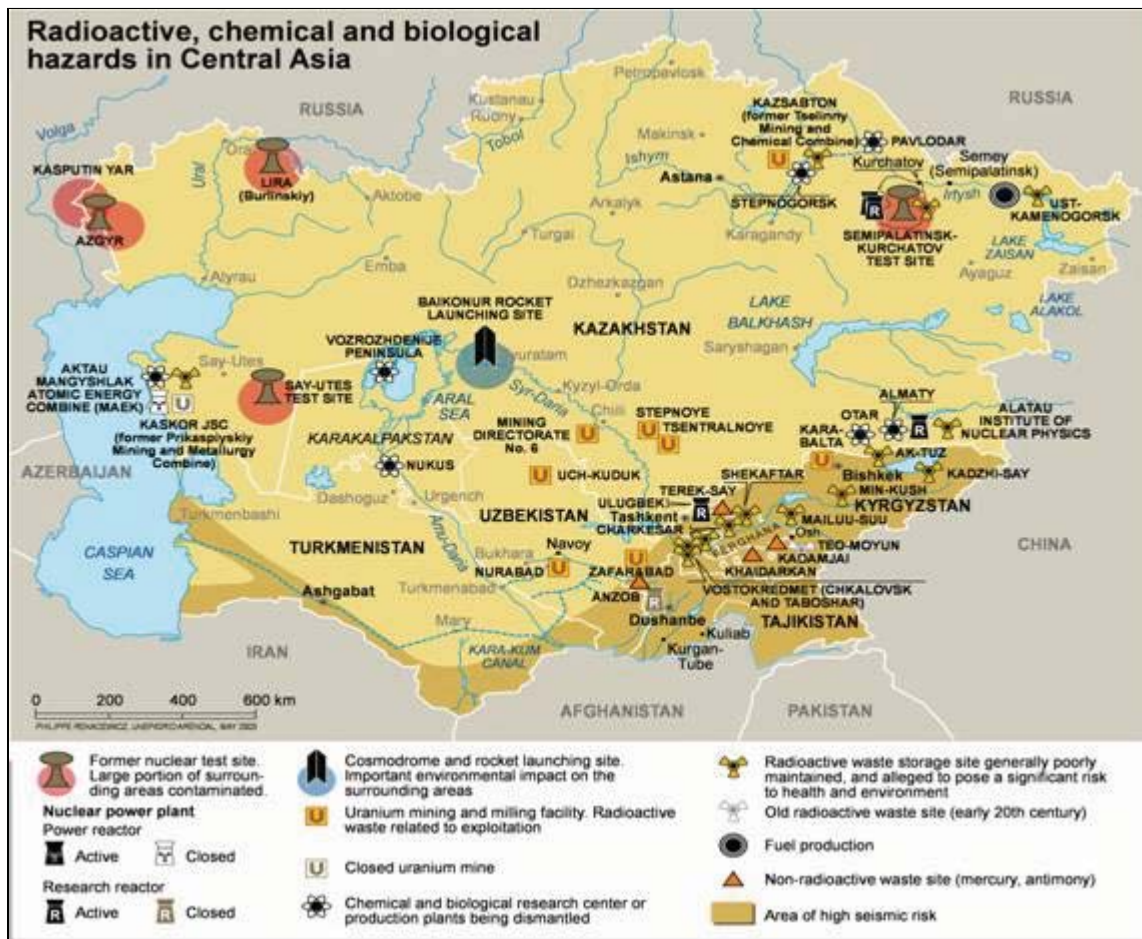 Radioactive, chemical and biological
hazards in Central Asia
RUSSIA
RUSSIA
Petropavlosk
Kustanau
Ruony
Tobol
Volga
Ural
KASPUTIN YAR
AZGYR
LIRA
(Burlinskiy)
Aktobe
KAZSABTON
(former Tselinny
Mining and
Chemical Combine)
Makinsk
Ishym
Astana
STEPNOGORSK
PAVLODAR
Kurchatov
Semey
(Semipalatinsk)
Irtysh
UST-
KAMENOGORSK
SEMIPALATINSK-
KURCHATOV
TEST SITE
LAKE
ZAISAN
Zaisan
Ayaguz
LAKE
ALAKOL
Arkalyk
Karagandy
Turgai
Emba
Atyrau
Dzhezkazgan
BAIKONUR ROCKET
LAUNCHING SITE
KAZAKHSTAN
LAKE
BALKHASH
Saryshagan
VOZROZHDENIJE
PENINSULA
yuratam
Say-Utes
AKTAU
MANGYSHLAK
ATOMIC ENERGY
COMBINE (MAEK)
SAY-UTES
TEST SITE
ARAL
SEA
Syr-Daria
Kyzyl-Orda
Chili
KASKOR JSC
(former Prikaspiyskiy
Mining and Metallurgy
Combine)
KARAKALPAKSTAN
NUKUS
MINING
DIRECTORATE
No. 6
STEPNOYE
TSENTRALNOYE
ALMATY
OTAR
KARA-
BALTA
ALATAU
INSTITUTE OF
NUCLEAR PHYSICS
AK-TUZ
Bishkek
KADZHI-SAY
MIN-KUSH
KYRGYZSTAN
AZERBAIJAN
Turkmenbashi
Dashoguz
Urgench
UCH-KUDUK
UZBEKISTAN
SHEKAFTAR
TEREK-SAY
ULUGBEK
Tashkent
CHARKESAR
FERGHANA
MAILUU-SUU
Osh
TEO-MOYUN
KADAMJAI
KHAIDARKAN
CHINA
CASPIAN
SEA
TURKMENISTAN
Amu-Daria
Bukhara
Navoy
NURABAD
ZAFARABAD
VOSTOKREDMET (CHKALOVSK
AND TABOSHAR)
Ashgabat
Turkmenabad
ANZOB
Dushanbe
TAJIKISTAN
Mary
KARA-KUM
CANAL
Kuliab
Kurgan-
Tube
IRAN
AFGHANISTAN
PAKISTAN
0 200 400 600 km
Former nuclear test site.
Large portion of surroun-
ding areas contaminated.
Nuclear power plant
Power reactor
Active Closed
Research reactor
R Active R Closed
Cosmodrome and rocket launching site.
Important environmental impact on the
surrounding areas
U Uranium mining and milling facility. Radioactive
waste related to exploitation
U Closed uranium mine
Chemical and biological research center or
production plants being dismantled
Radioactive waste storage site generally poorly
maintained, and alleged to pose a significant risk
to health and environment
Old radioactive waste site (early 20th century)
Fuel production
Non-radioactive waste site (mercury, antimony)
Area of high seismic risk